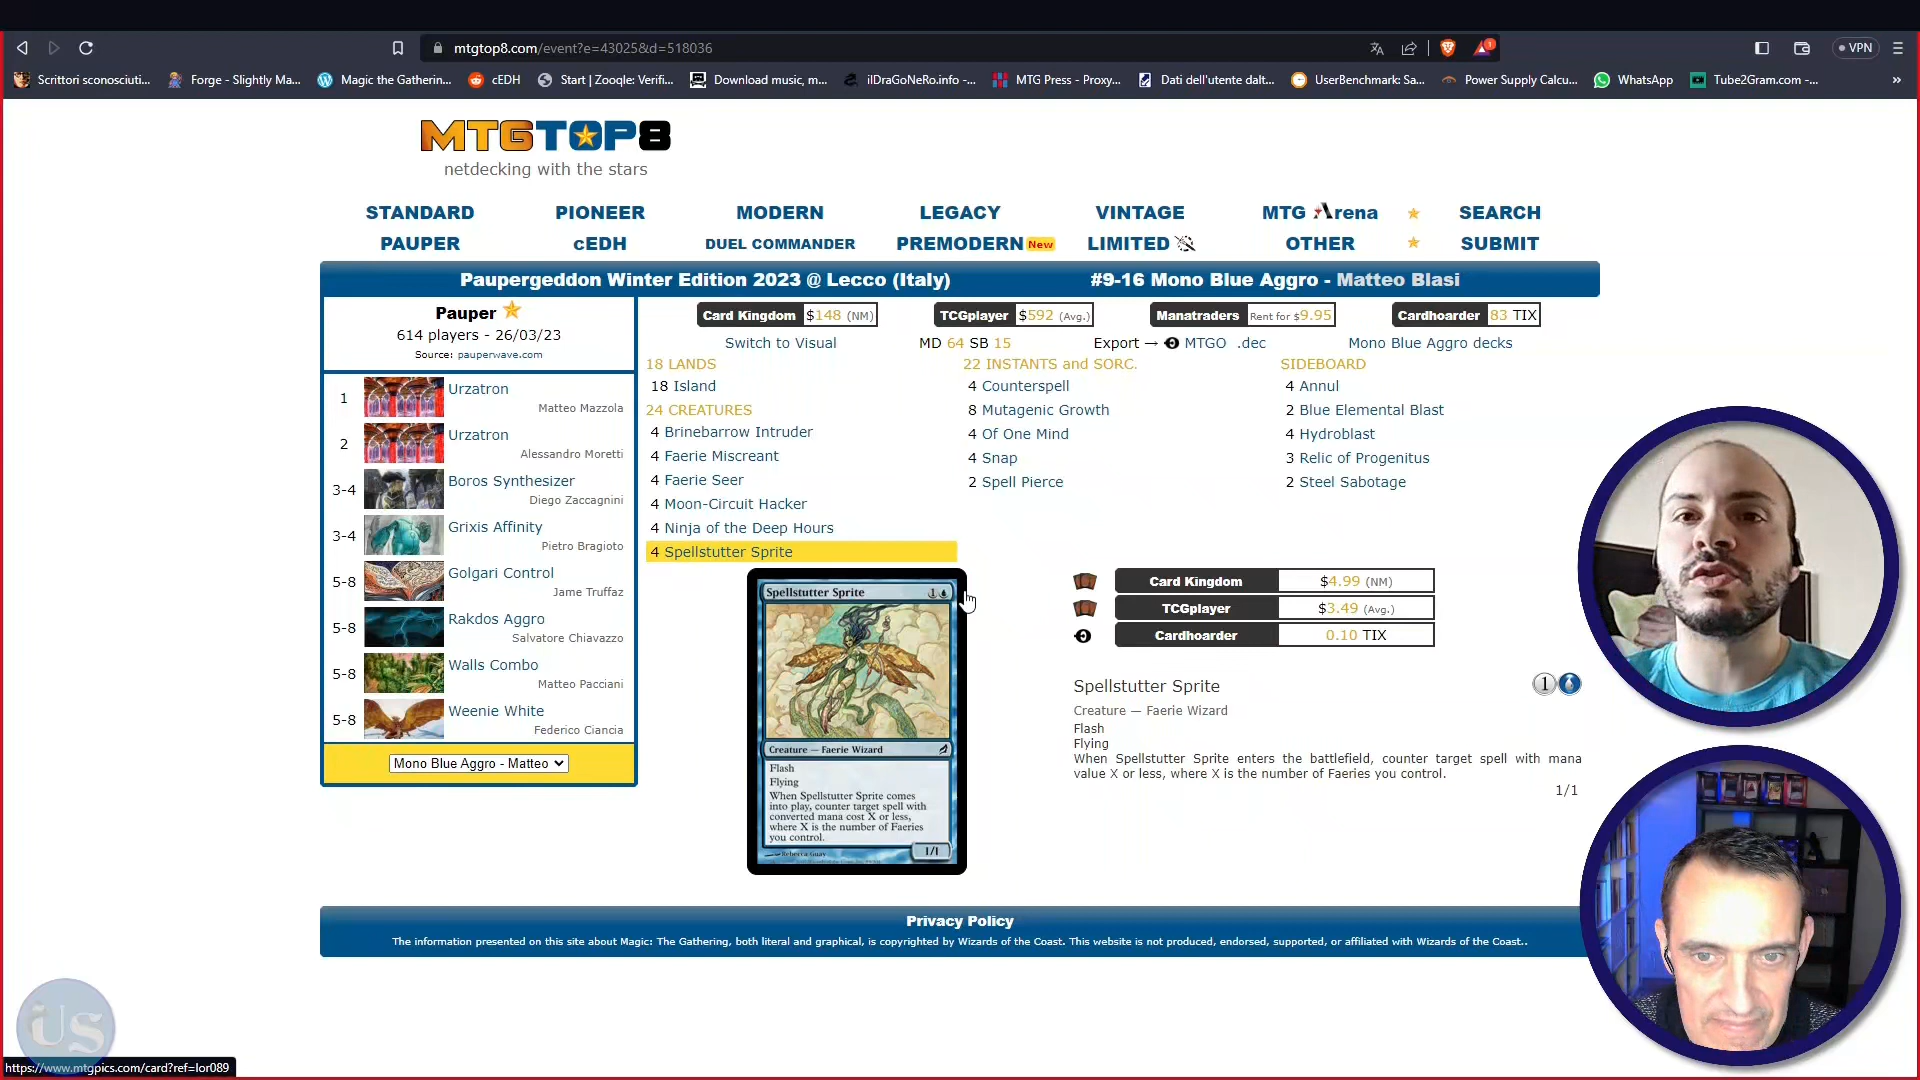 mtgtop8.com/event?e=43025&d=518036
1
VPN
Scrittori sconosciuti... Forge - Slightly Ma... Magic the Gatherin... cEDH Start | Zooqle: Verifi... Download music, m... ilDraGoNeRo.info -... MTG Press - Proxy... Dati dell'utente dalt... UserBenchmark: Sa... Power Supply Calcu... WhatsApp Tube2Gram.com -... »
MTGTOP8
netdecking with the stars
STANDARD PIONEER MODERN LEGACY VINTAGE MTG Arena SEARCH
PAUPER cEDH DUEL COMMANDER PREMODERN New LIMITED OTHER SUBMIT
Paupergeddon Winter Edition 2023 @ Lecco (Italy) #9-16 Mono Blue Aggro - Matteo Blasi
Pauper
614 players - 26/03/23
Source: pauperwave.com
1 Urzatron
Matteo Mazzola
2 Urzatron
Alessandro Moretti
3-4 Boros Synthesizer
Diego Zaccagnini
3-4 Grixis Affinity
Pietro Bragioto
5-8 Golgari Control
Jame Truffaz
5-8 Rakdos Aggro
Salvatore Chiavazzo
5-8 Walls Combo
Matteo Pacciani
5-8 Weenie White
Federico Ciancia
Mono Blue Aggro - Matteo
Card Kingdom $148 (NM) TCGplayer $592 (Avg.) Manatraders Rent for $9.95 Cardhoarder 83 TIX
Switch to Visual MD 64 SB 15 Export → MTGO .dec Mono Blue Aggro decks
18 LANDS
18 Island
24 CREATURES
4 Brinebarrow Intruder
4 Faerie Miscreant
4 Faerie Seer
4 Moon-Circuit Hacker
4 Ninja of the Deep Hours
4 Spellstutter Sprite
22 INSTANTS and SORC.
4 Counterspell
8 Mutagenic Growth
4 Of One Mind
4 Snap
2 Spell Pierce
SIDEBOARD
4 Annul
2 Blue Elemental Blast
4 Hydroblast
3 Relic of Progenitus
2 Steel Sabotage
Spellstutter Sprite 1
Creature — Faerie Wizard
Flash
Flying
When Spellstutter Sprite comes
into play, counter target spell with
converted mana cost X or less,
where X is the number of Faeries
you control.
Rebecca Guay
1/1
Card Kingdom $4.99 (NM)
TCGplayer $3.49 (Avg.)
Cardhoarder 0.10 TIX
Spellstutter Sprite 1
Creature — Faerie Wizard
Flash
Flying
When Spellstutter Sprite enters the battlefield, counter target spell with mana
value X or less, where X is the number of Faeries you control.
1/1
Privacy Policy
The information presented on this site about Magic: The Gathering, both literal and graphical, is copyrighted by Wizards of the Coast. This website is not produced, endorsed, supported, or affiliated with Wizards of the Coast..
US
https://www.mtgpics.com/card?ref=lor089